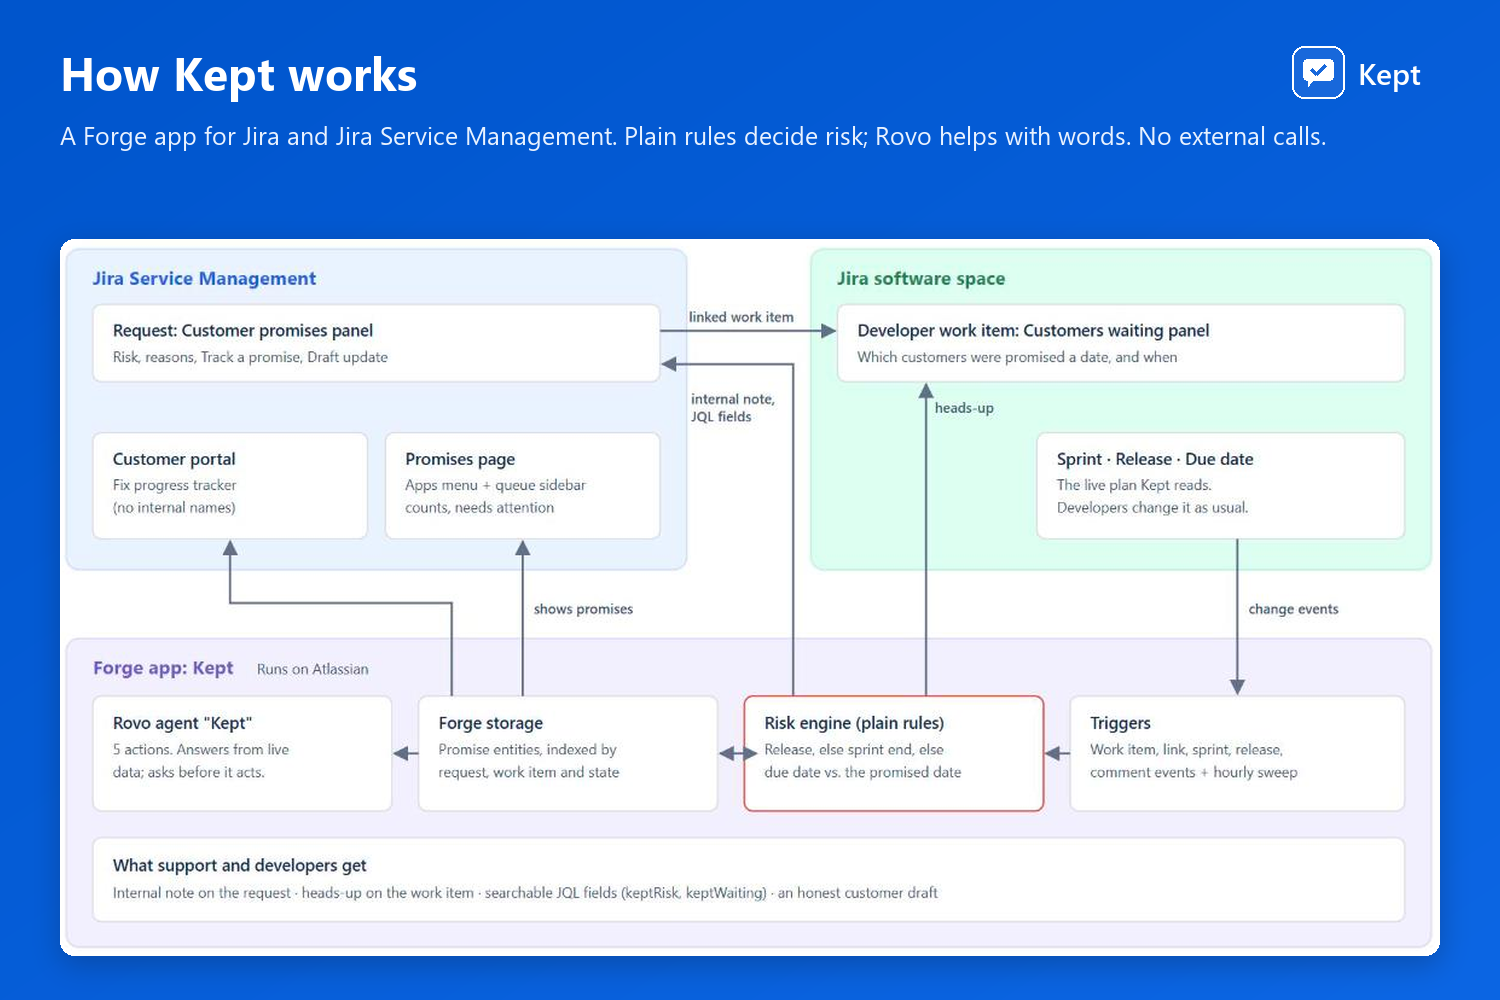 How Kept works
Kept
A Forge app for Jira and Jira Service Management. Plain rules decide risk; Rovo helps with words. No external calls.
Jira Service Management
Request: Customer promises panel
Risk, reasons, Track a promise, Draft update
linked work item
internal note,
JQL fields
Jira software space
Developer work item: Customers waiting panel
Which customers were promised a date, and when
heads-up
Customer portal
Fix progress tracker
(no internal names)
Promises page
Apps menu + queue sidebar
counts, needs attention
Sprint · Release · Due date
The live plan Kept reads.
Developers change it as usual.
shows promises
change events
Forge app: Kept
Runs on Atlassian
Rovo agent "Kept"
5 actions. Answers from live
data; asks before it acts.
Forge storage
Promise entities, indexed by
request, work item and state
Risk engine (plain rules)
Release, else sprint end, else
due date vs. the promised date
Triggers
Work item, link, sprint, release,
comment events + hourly sweep
What support and developers get
Internal note on the request · heads-up on the work item · searchable JQL fields (keptRisk, keptWaiting) · an honest customer draft